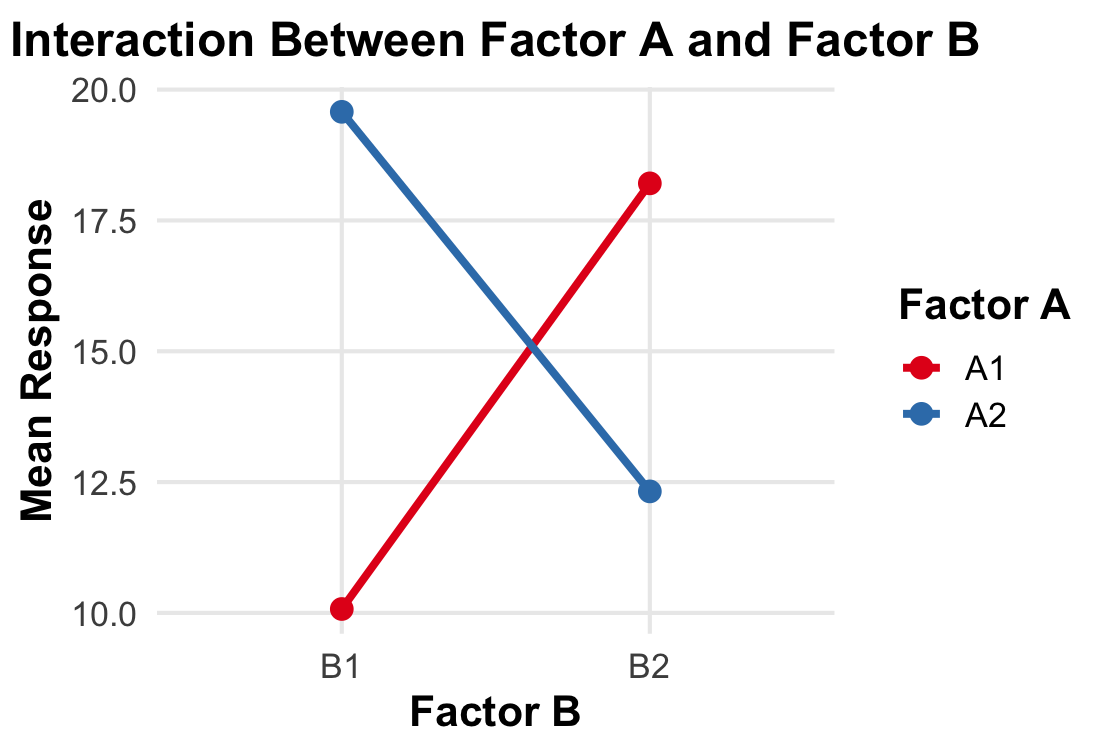 Interaction Between Factor A and Factor B
20.0
17.5
15.0
12.5
10.0
Mean Response
B1
B2
Factor B
Factor A
A1
A2